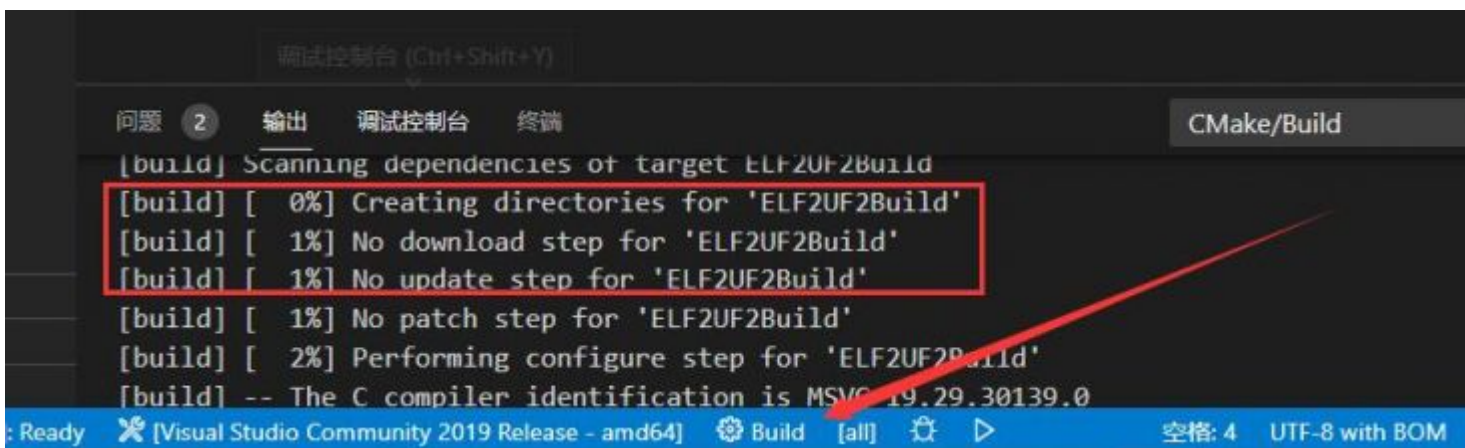 调试控制台 (Ctrl+Shift+Y)
问题 2 输出 调试控制台 终端 CMake/Build
[build] Scanning dependencies of target ELF2UF2Build
[build] [  0%] Creating directories for 'ELF2UF2Build'
[build] [  1%] No download step for 'ELF2UF2Build'
[build] [  1%] No update step for 'ELF2UF2Build'
[build] [  1%] No patch step for 'ELF2UF2Build'
[build] [  2%] Performing configure step for 'ELF2UF2Build'
[build] -- The C compiler identification is MSVC 19.29.30139.0
: Ready [Visual Studio Community 2019 Release - amd64] Build [all] 空格: 4 UTF-8 with BOM